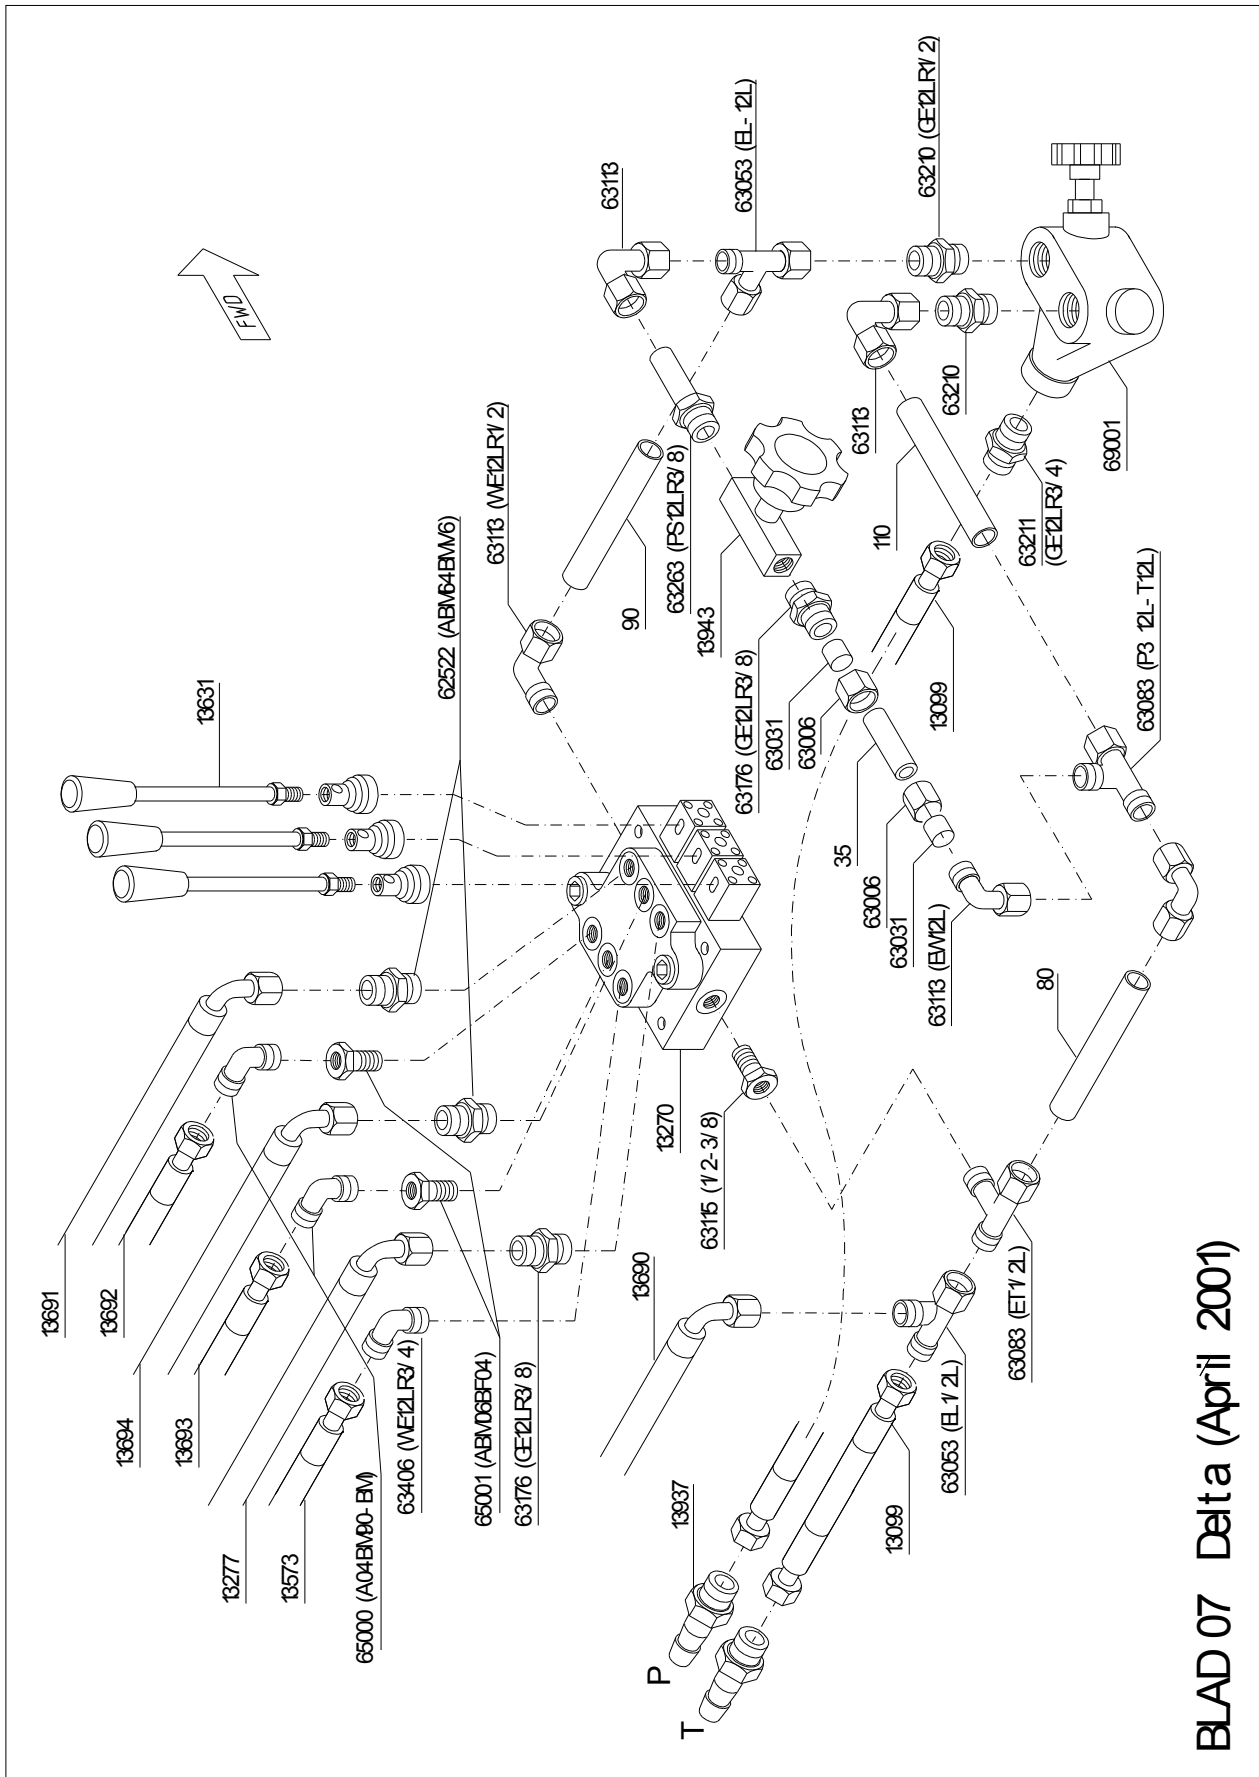 13631
62522 (ABM64BMM6)
63113 (WE12LR1/2)
90
63263 (PS12LR3/8)
13943
63176 (GE12LR3/8)
63031
63006
35
63006
63031
63113 (EW12L)
80
63113
63053 (EL-12L)
63210 (GE12LR1/2)
63210
63113
110
63211
(GE12LR3/4)
69001
13099
63083 (P3 12L-T12L)
FWD
13691
13692
13694
13693
13277
13573
65000 (A04BM90-BM)
63406 (WE12LR3/4)
65001 (ABM06BF04)
63176 (GE12LR3/8)
13270
63115 (1/2-3/8)
13690
13937
13099
63053 (EL1/2L)
63083 (ET1/2L)
P
T
BLAD 07 Delta (April 2001)